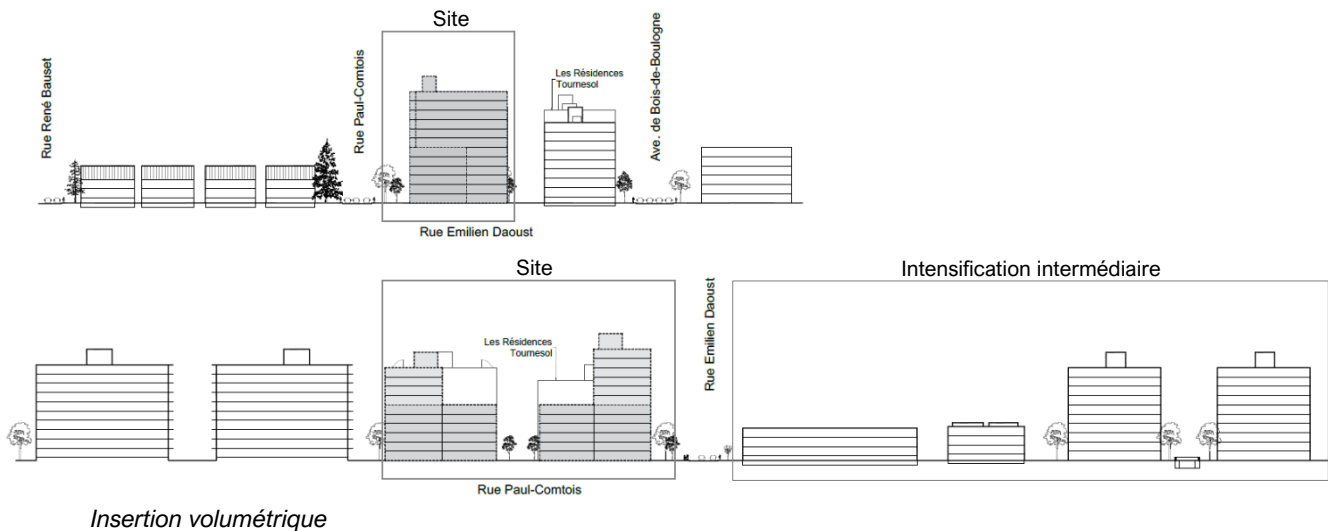 Site
Rue René Bauset
Rue Paul-Comtois
Les Résidences
Tournesol
Ave. de Bois-de-Boulogne
Rue Emilien Daoust
Site
Intensification intermédiaire
Les Résidences
Tournesol
Rue Emilien Daoust
Rue Paul-Comtois
Insertion volumétrique